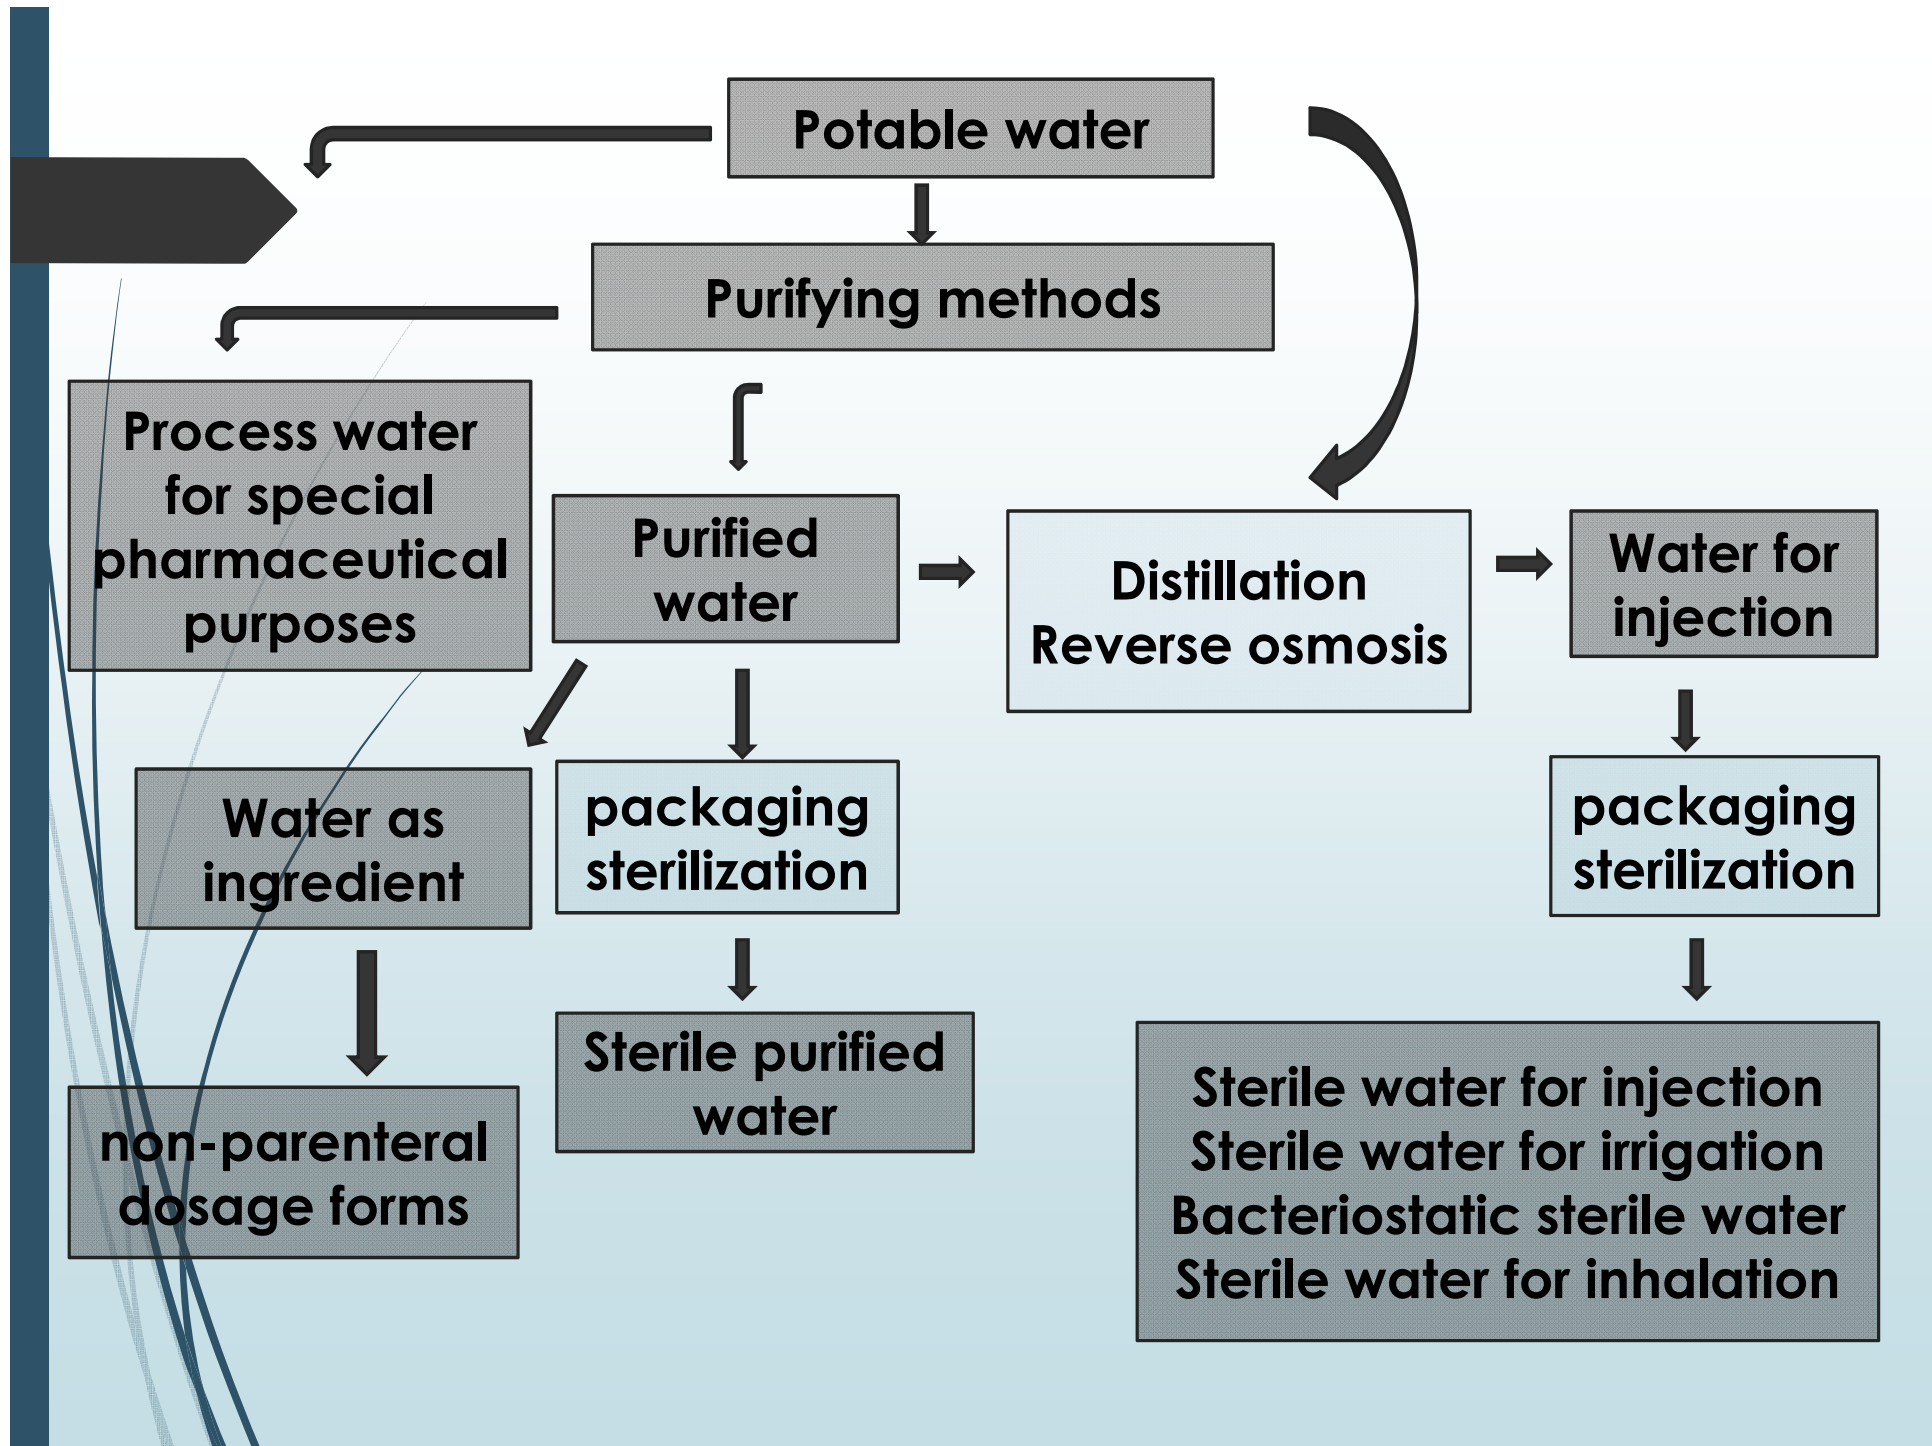 Potable water
Purifying methods
Process water
for special
pharmaceutical
purposes
Purified
water
Distillation
Reverse osmosis
Water for
injection
Water as
ingredient
packaging
sterilization
packaging
sterilization
non-parenteral
dosage forms
Sterile purified
water
Sterile water for injection
Sterile water for irrigation
Bacteriostatic sterile water
Sterile water for inhalation